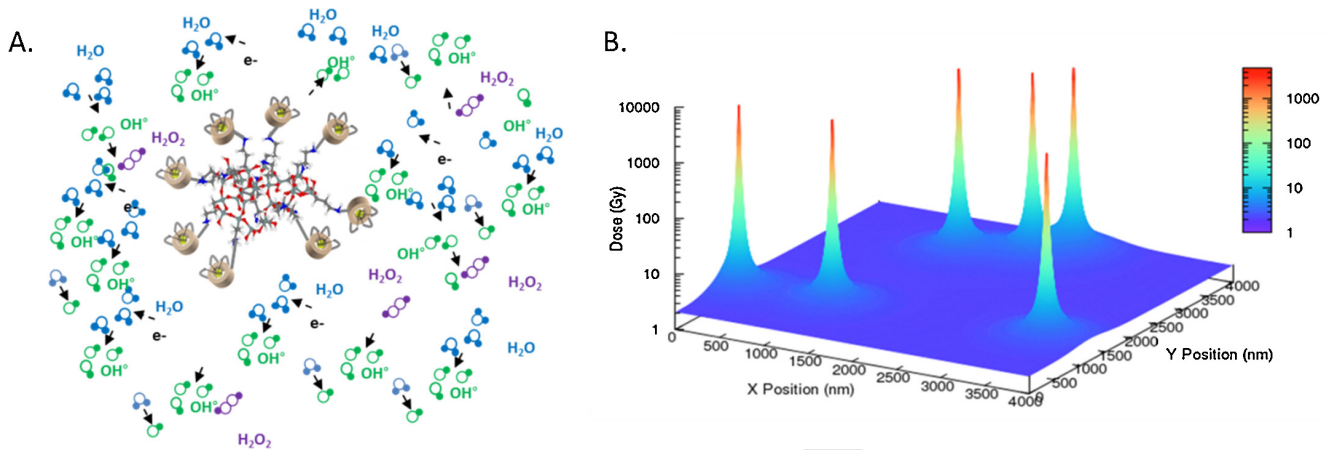 A.
H₂O
H₂O
H₂O
H₂O
e-
OH°
OH°
OH°
H₂O₂
OH°
H₂O
OH°
H₂O₂
e-
e-
OH°
OH°
OH°
OH°
OH°
H₂O₂
H₂O₂
H₂O
H₂O
e-
e-
OH°
OH°
OH°
H₂O
OH°
OH°
H₂O₂
B.
Dose (Gy)
10000
1000
100
10
1
0
500
1000
1500
2000
2500
3000
3500
4000
X Position (nm)
0
500
1000
1500
2000
2500
3000
3500
4000
Y Position (nm)
1000
100
10
1